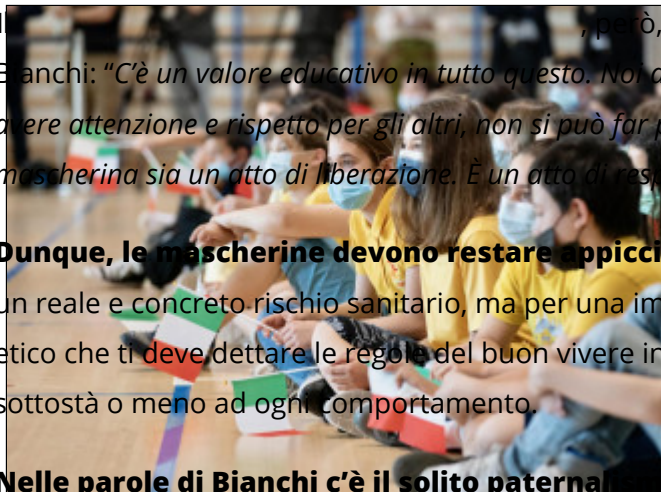 però,
Bianchi: “C’è un valore educativo in tutto questo. Noi
avere attenzione e rispetto per gli altri, non si può far
mascherina sia un atto di liberazione. È un atto di
Dunque, le mascherine devono restare
un reale e concreto rischio sanitario, ma per una
etico che ti deve dettare le regole del buon vivere in
sottostà o meno ad ogni comportamento.
Nelle parole di Bianchi c’è il solito